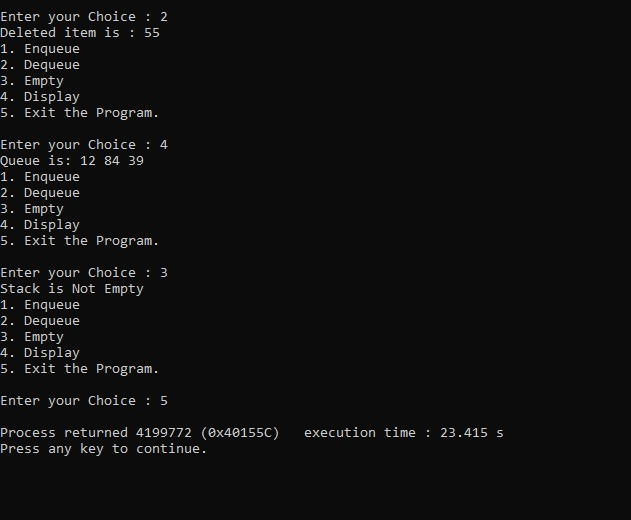 Enter your Choice : 2
Deleted item is : 55
1. Enqueue
2. Dequeue
3. Empty
4. Display
5. Exit the Program.
Enter your Choice : 4
Queue is: 12 84 39
1. Enqueue
2. Dequeue
3. Empty
4. Display
5. Exit the Program.
Enter your Choice : 3
Stack is Not Empty
1. Enqueue
2. Dequeue
3. Empty
4. Display
5. Exit the Program.
Enter your Choice : 5
Process returned 4199772 (0x40155C)   execution time : 23.415 s
Press any key to continue.